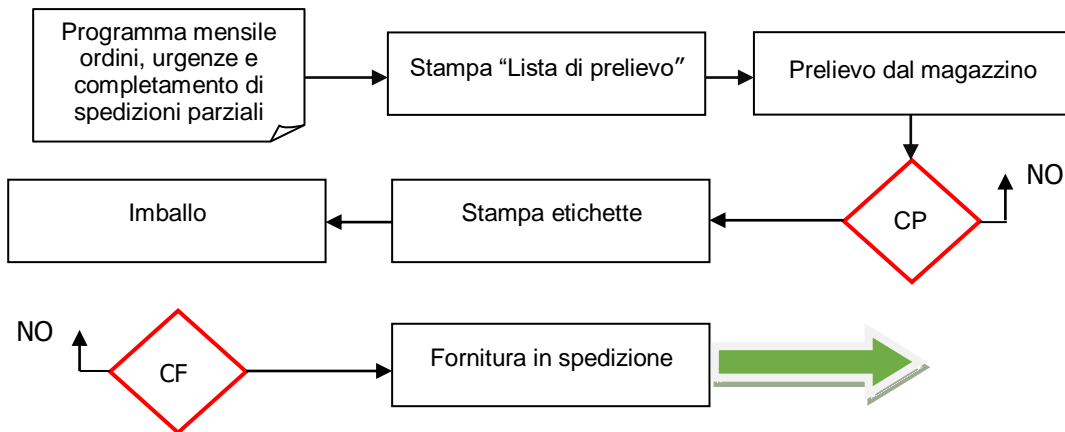 Programma mensile
ordini, urgenze e
completamento di
spedizioni parziali
Stampa “Lista di prelievo”
Prelievo dal magazzino
NO
CP
Stampa etichette
Imballo
NO
CF
Fornitura in spedizione